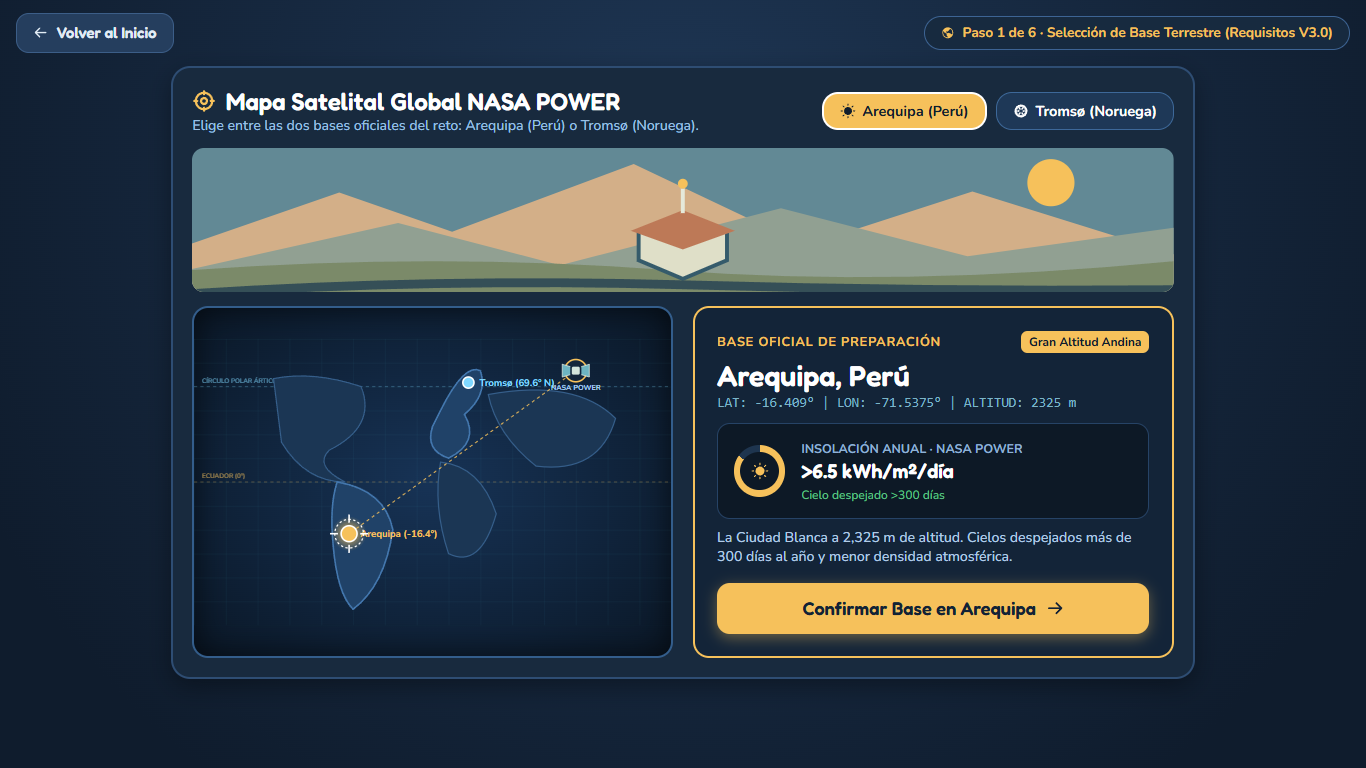 Volver al Inicio
Paso 1 de 6 · Selección de Base Terrestre (Requisitos V3.0)
Mapa Satelital Global NASA POWER
Elige entre las dos bases oficiales del reto: Arequipa (Perú) o Tromsø (Noruega).
Arequipa (Perú)
Tromsø (Noruega)
CÍRCULO POLAR ÁRTIC
Tromsø (69.6° N)
NASA POWER
ECUADOR (0°)
Arequipa (-16.4°)
BASE OFICIAL DE PREPARACIÓN
Gran Altitud Andina
Arequipa, Perú
LAT: -16.409° | LON: -71.5375° | ALTITUD: 2325 m
INSOLACIÓN ANUAL · NASA POWER
>6.5 kWh/m²/día
Cielo despejado >300 días
La Ciudad Blanca a 2,325 m de altitud. Cielos despejados más de
300 días al año y menor densidad atmosférica.
Confirmar Base en Arequipa